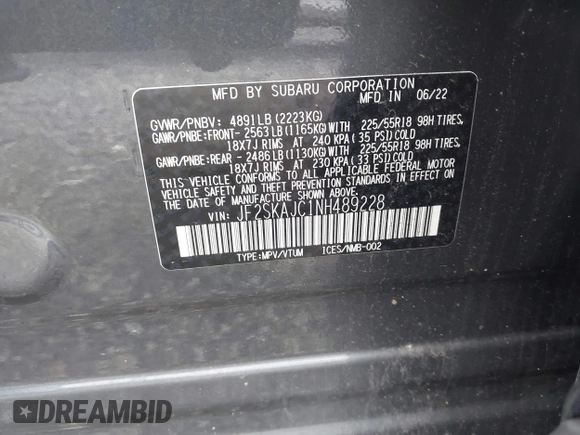 MFD BY SUBARU CORPORATION
MFD IN 06/22
GVWR/PNBV: 4891LB(2223KG)
GAWR/PNBE:FRONT- 2563LB(1165KG)WITH 225/55R18 98H TIRES,
18X7J RIMS AT 240 KPA(35 PSI)COLD
GAWR/PNBE:REAR - 2486LB(1130KG)WITH 225/55R18 98H TIRES,
18X7J RIMS AT 230 KPA(33 PSI)COLD
THIS VEHICLE CONFORMS TO ALL APPLICABLE FEDERAL MOTOR
VEHICLE SAFETY AND BUMPER STANDARDS IN EFFECT ON
THE DATE OF MANUFACTURE SHOWN ABOVE.
VIN: JF2SKAJC1NH489228
TYPE:MPV/VTUM ICES/NMB-002
DREAMBID